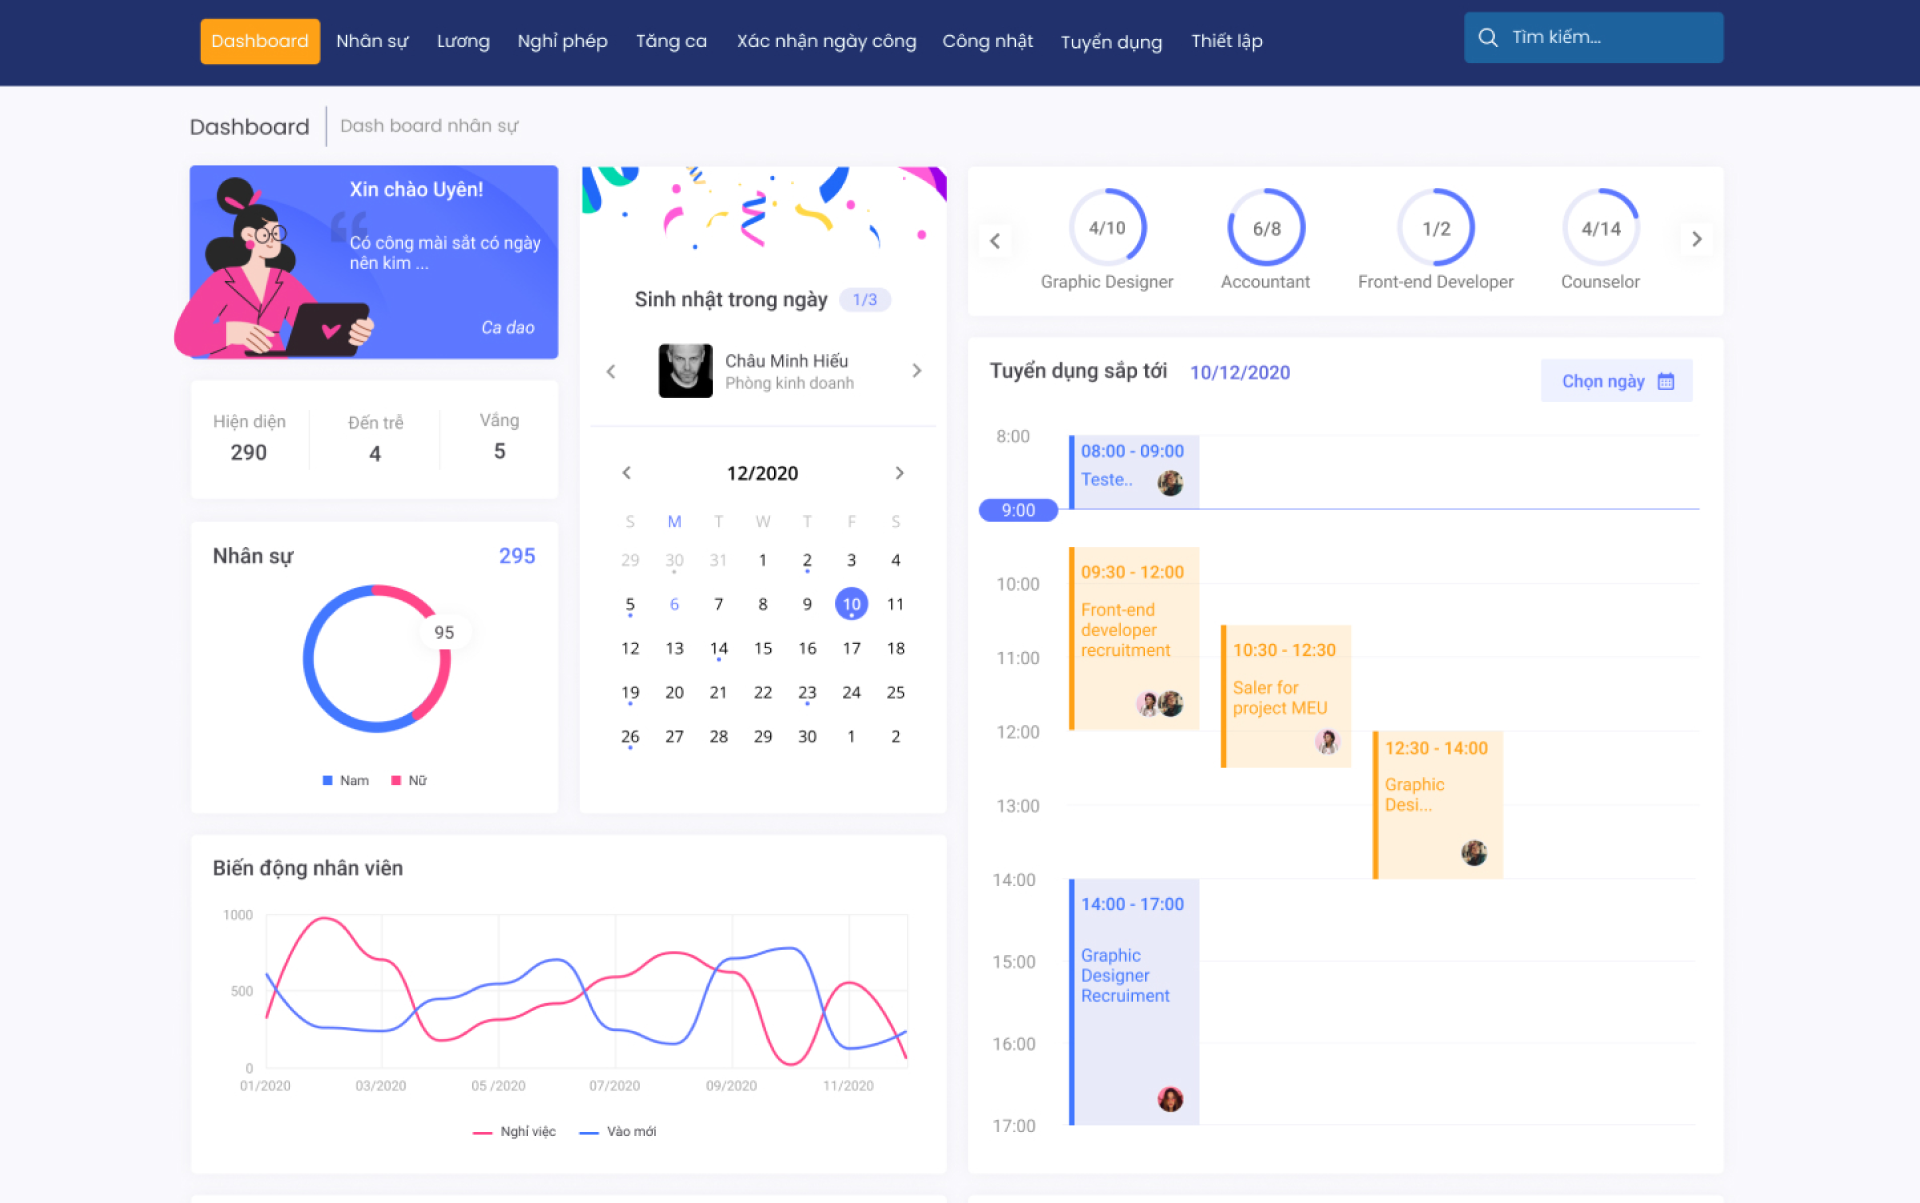 Dashboard Nhân sự Lương Nghỉ phép Tăng ca Xác nhận ngày công Công nhật Tuyển dụng Thiết lập Tìm kiếm...
Dashboard Dash board nhân sự
Xin chào Uyên!
Có công mài sắt có ngày
nên kim ...
Ca dao
Hiện diện Đến trễ Vắng
290 4 5
Nhân sự 295
95
Nam Nữ
Sinh nhật trong ngày 1/3
Châu Minh Hiếu
Phòng kinh doanh
12/2020
S M T W T F S
29 30 31 1 2 3 4
5 6 7 8 9 10 11
12 13 14 15 16 17 18
19 20 21 22 23 24 25
26 27 28 29 30 1 2
Biến động nhân viên
1000
500
0
01/2020 03/2020 05 /2020 07/2020 09/2020 11/2020
Nghỉ việc Vào mới
4/10 6/8 1/2 4/14
Graphic Designer Accountant Front-end Developer Counselor
Tuyển dụng sắp tới 10/12/2020 Chọn ngày
8:00
08:00 - 09:00
Teste..
9:00
09:30 - 12:00
10:00
Front-end
developer
recruitment
10:30 - 12:30
11:00
Saler for
project MEU
12:00
12:30 - 14:00
Graphic
Desi...
13:00
14:00
14:00 - 17:00
Graphic
Designer
Recruiment
15:00
16:00
17:00